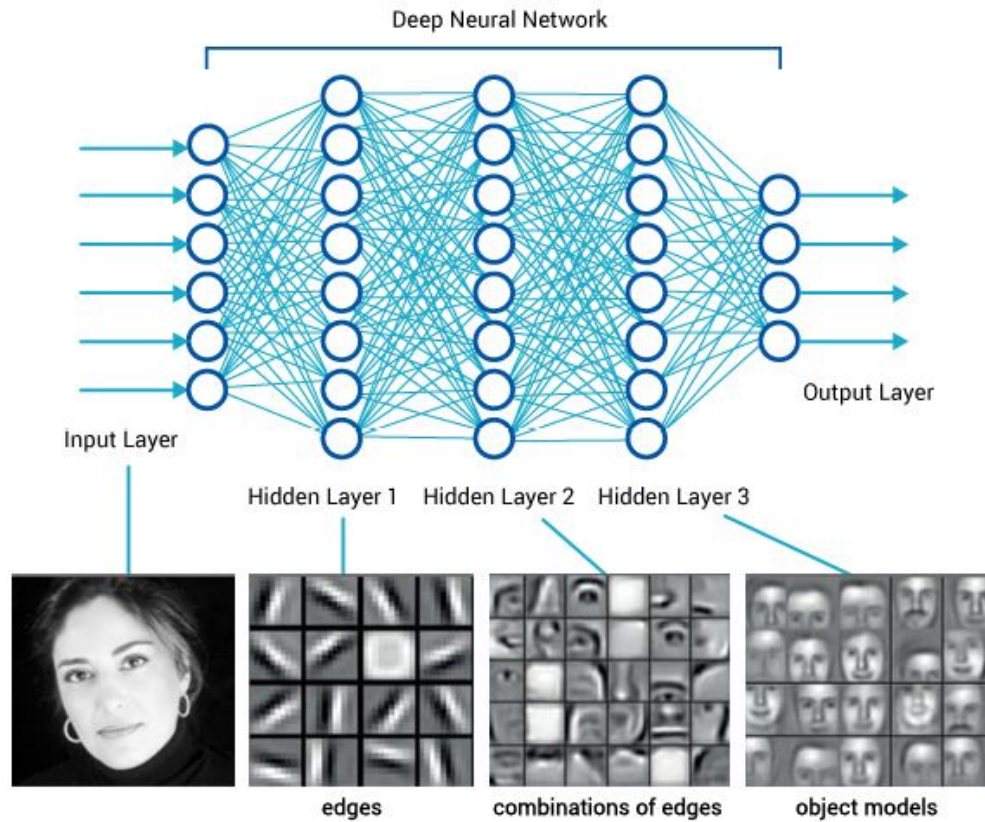 Deep Neural Network
Output Layer
Input Layer
Hidden Layer 1
Hidden Layer 2
Hidden Layer 3
edges
combinations of edges
object models